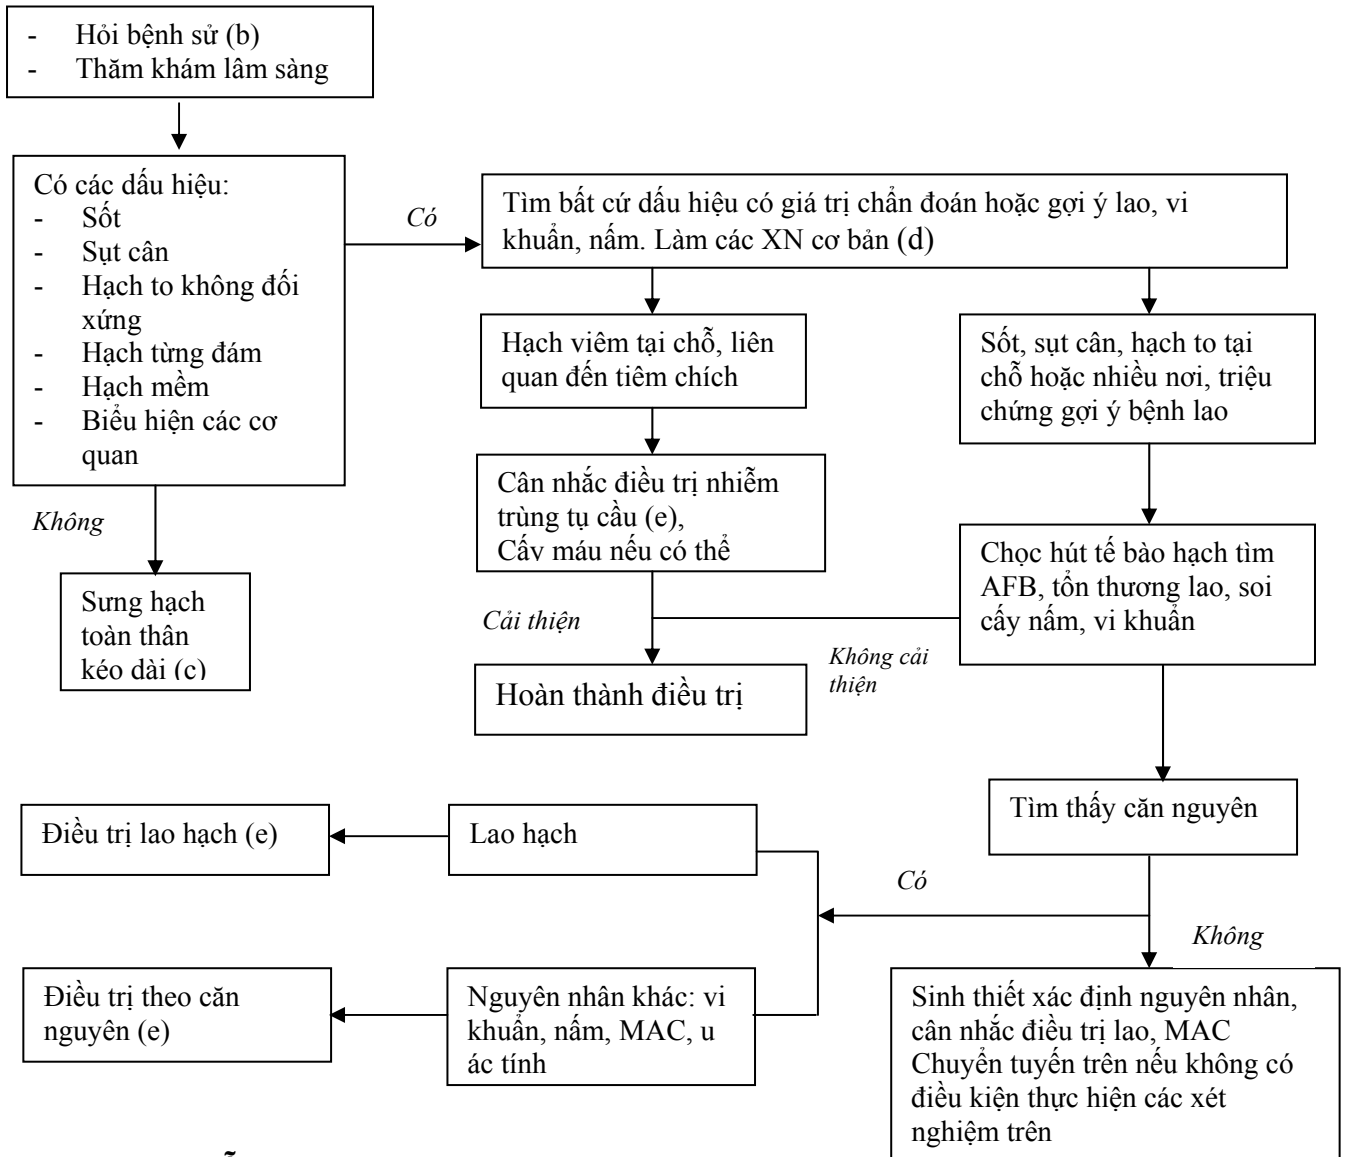 - Hỏi bệnh sử (b)
- Thăm khám lâm sàng
Có các dấu hiệu:
- Sốt
- Sụt cân
- Hạch to không đối
xứng
- Hạch từng đám
- Hạch mềm
- Biểu hiện các cơ
quan
Có
Tìm bất cứ dấu hiệu có giá trị chẩn đoán hoặc gợi ý lao, vi
khuẩn, nấm. Làm các XN cơ bản (d)
Hạch viêm tại chỗ, liên
quan đến tiêm chích
Sốt, sụt cân, hạch to tại
chỗ hoặc nhiều nơi, triệu
chứng gợi ý bệnh lao
Cân nhắc điều trị nhiễm
trùng tụ cầu (e),
Cấy máu nếu có thể
Không
Sưng hạch
toàn thân
kéo dài (c)
Chọc hút tế bào hạch tìm
AFB, tổn thương lao, soi
cấy nấm, vi khuẩn
Cải thiện
Không cải
thiện
Hoàn thành điều trị
Tìm thấy căn nguyên
Điều trị lao hạch (e)
Lao hạch
Có
Không
Điều trị theo căn
nguyên (e)
Nguyên nhân khác: vi
khuẩn, nấm, MAC, u
ác tính
Sinh thiết xác định nguyên nhân,
cân nhắc điều trị lao, MAC
Chuyển tuyến trên nếu không có
điều kiện thực hiện các xét
nghiệm trên